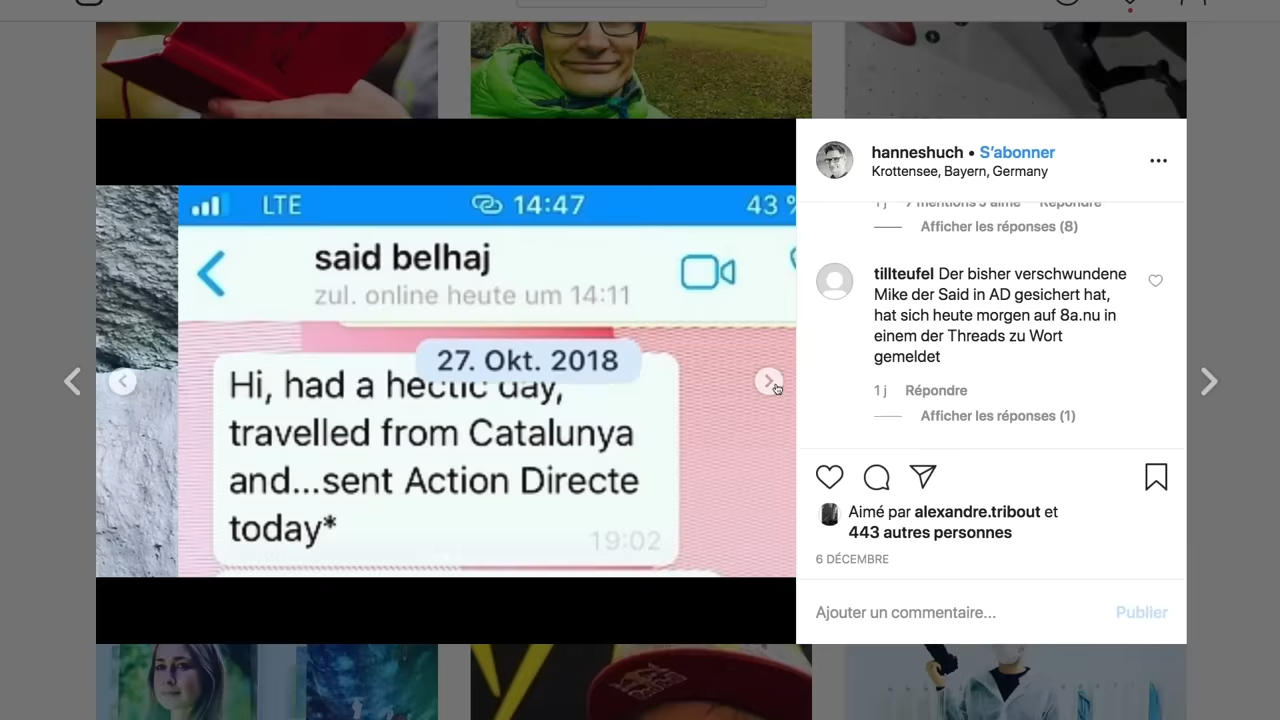 hanneshuch • S'abonner
Krottensee, Bayern, Germany
LTE
14:47
43 %
said belhaj
zul. online heute um 14:11
27. Okt. 2018
Hi, had a hectic day,
travelled from Catalunya
and...sent Action Directe
today*
19:02
1 j 7 mentions J'aime Répondre
Afficher les réponses (8)
tillteufel Der bisher verschwundene
Mike der Said in AD gesichert hat,
hat sich heute morgen auf 8a.nu in
einem der Threads zu Wort
gemeldet
1 j Répondre
Afficher les réponses (1)
Aimé par alexandre.tribout et
443 autres personnes
6 DÉCEMBRE
Ajouter un commentaire...
Publier